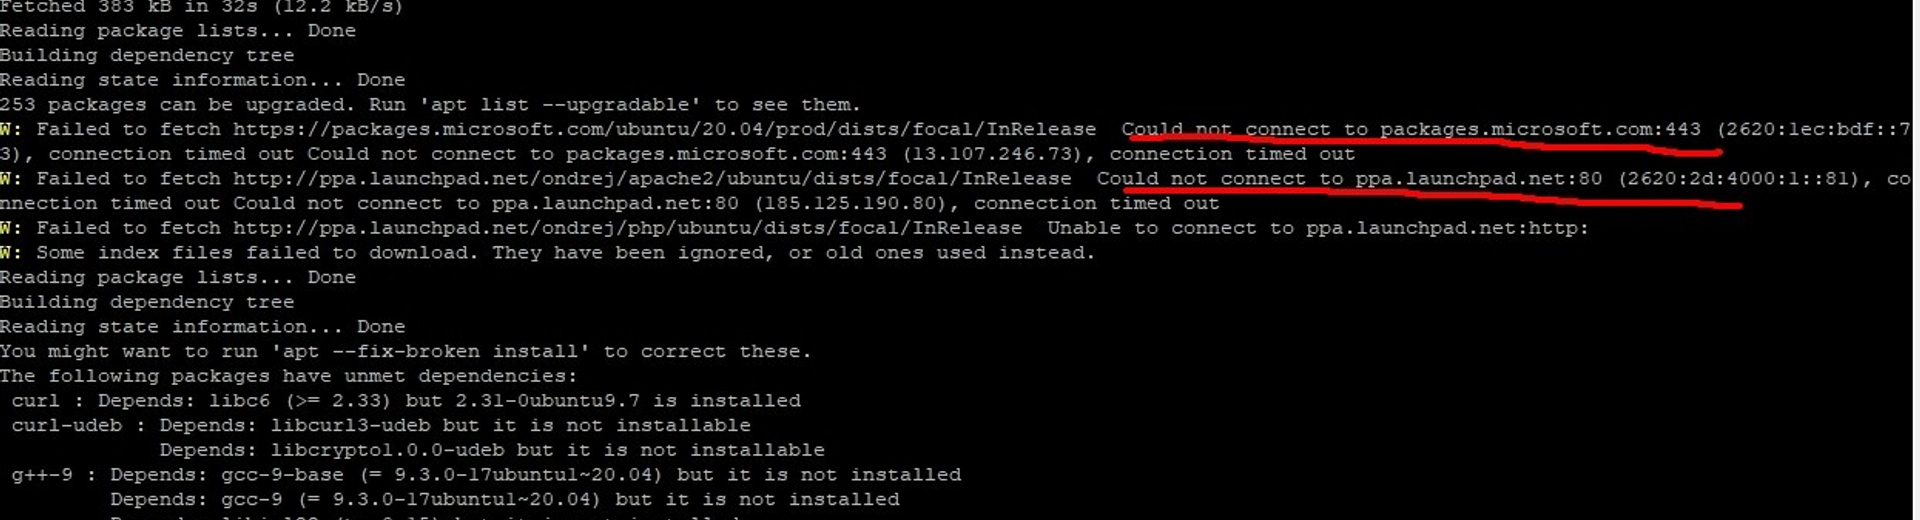 Fetched 383 kB in 32s (12.2 kB/s)
Reading package lists... Done
Building dependency tree
Reading state information... Done
253 packages can be upgraded. Run 'apt list --upgradable' to see them.
W: Failed to fetch https://packages.microsoft.com/ubuntu/20.04/prod/dists/focal/InRelease  Could not connect to packages.microsoft.com:443 (2620:1ec:bdf::7
3), connection timed out Could not connect to packages.microsoft.com:443 (13.107.246.73), connection timed out
W: Failed to fetch http://ppa.launchpad.net/ondrej/apache2/ubuntu/dists/focal/InRelease  Could not connect to ppa.launchpad.net:80 (2620:2d:4000:1::81), co
nnection timed out Could not connect to ppa.launchpad.net:80 (185.125.190.80), connection timed out
W: Failed to fetch http://ppa.launchpad.net/ondrej/php/ubuntu/dists/focal/InRelease  Unable to connect to ppa.launchpad.net:http:
W: Some index files failed to download. They have been ignored, or old ones used instead.
Reading package lists... Done
Building dependency tree
Reading state information... Done
You might want to run 'apt --fix-broken install' to correct these.
The following packages have unmet dependencies:
 curl : Depends: libc6 (>= 2.33) but 2.31-0ubuntu9.7 is installed
 curl-udeb : Depends: libcurl3-udeb but it is not installable
             Depends: libcrypto1.0.0-udeb but it is not installable
 g++-9 : Depends: gcc-9-base (= 9.3.0-17ubuntu1~20.04) but it is not installed
         Depends: gcc-9 (= 9.3.0-17ubuntu1~20.04) but it is not installed